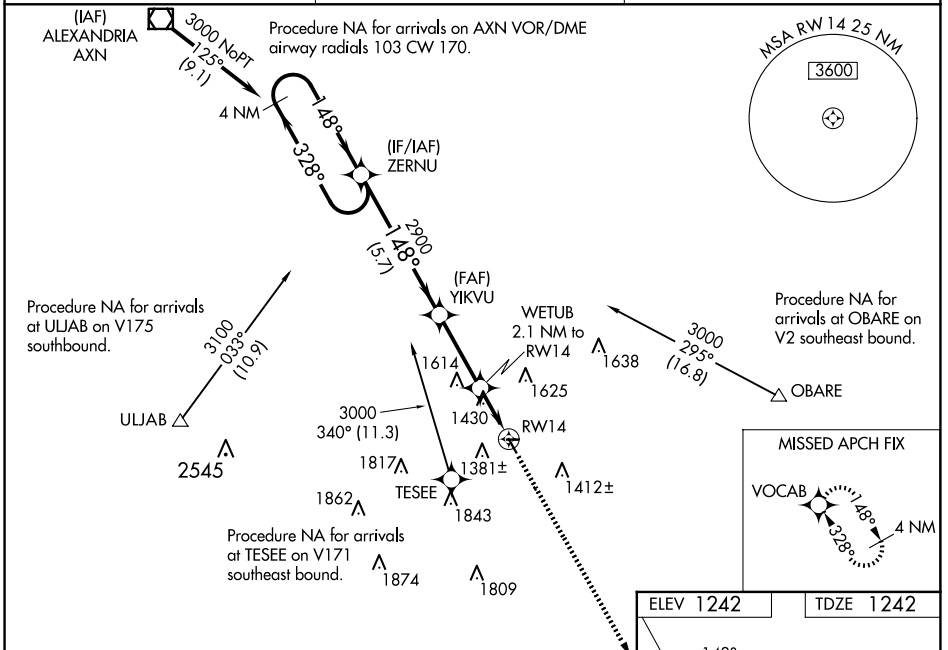 (IAF)
ALEXANDRIA
AXN
3000 NoPT
125°
(9.1)
Procedure NA for arrivals on AXN VOR/DME
airway radials 103 CW 170.
MSA RW 14 25 NM
3600
4 NM
148°
328°
(IF/IAF)
ZERNU
2900
148°
(5.7)
(FAF)
YIKVU
Procedure NA for arrivals
at ULJAB on V175
southbound.
3100
033°
(10.9)
ULJAB
2545
WETUB
2.1 NM to
RW14
1614
1430
1625
1638
Procedure NA for
arrivals at OBARE on
V2 southeast bound.
3000
295°
(16.8)
OBARE
RW14
3000
340° (11.3)
1817
1381±
TESEE
1412±
1862
1843
Procedure NA for arrivals
at TESEE on V171
southeast bound.
1874
1809
MISSED APCH FIX
VOCAB
148°
328°
4 NM
ELEV 1242
TDZE 1242